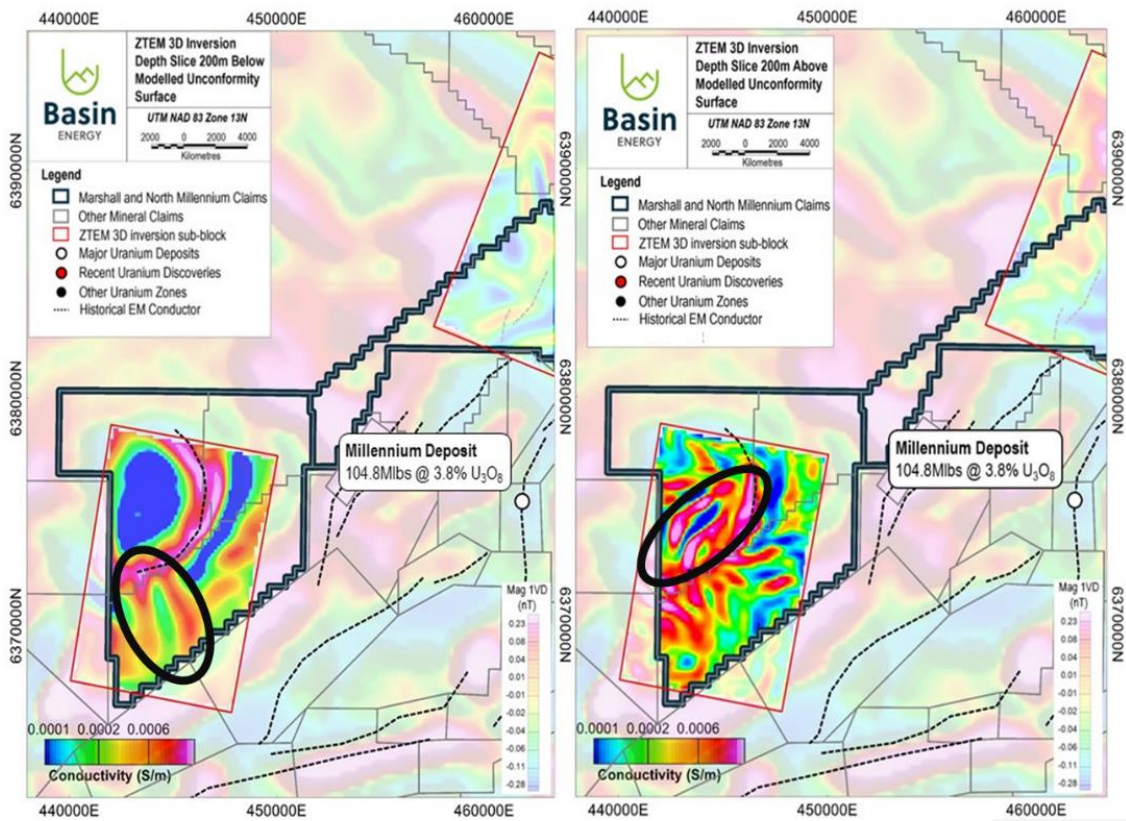 440000E
450000E
460000E
Basin
ENERGY
ZTEM 3D Inversion
Depth Slice 200m Below
Modelled Unconformity
Surface
UTM NAD 83 Zone 13N
2000 0 2000 4000
Kilometres
Legend
Marshall and North Millennium Claims
Other Mineral Claims
ZTEM 3D inversion sub-block
Major Uranium Deposits
Recent Uranium Discoveries
Other Uranium Zones
Historical EM Conductor
6390000N
6380000N
6370000N
Millennium Deposit
104.8Mlbs @ 3.8% U₃O₈
Mag 1VD
(nT)
0.23
0.08
0.04
0.01
-0.01
-0.02
-0.04
-0.06
-0.11
-0.28
0.0001 0.0002 0.0006
Conductivity (S/m)
440000E
450000E
460000E
440000E
450000E
460000E
Basin
ENERGY
ZTEM 3D Inversion
Depth Slice 200m Above
Modelled Unconformity
Surface
UTM NAD 83 Zone 13N
2000 0 2000 4000
Kilometres
Legend
Marshall and North Millennium Claims
Other Mineral Claims
ZTEM 3D inversion sub-block
Major Uranium Deposits
Recent Uranium Discoveries
Other Uranium Zones
Historical EM Conductor
6390000N
6380000N
6370000N
Millennium Deposit
104.8Mlbs @ 3.8% U₃O₈
Mag 1VD
(nT)
0.23
0.08
0.04
0.01
-0.01
-0.02
-0.04
-0.06
-0.11
-0.28
0.0001 0.0002 0.0006
Conductivity (S/m)
440000E
450000E
460000E